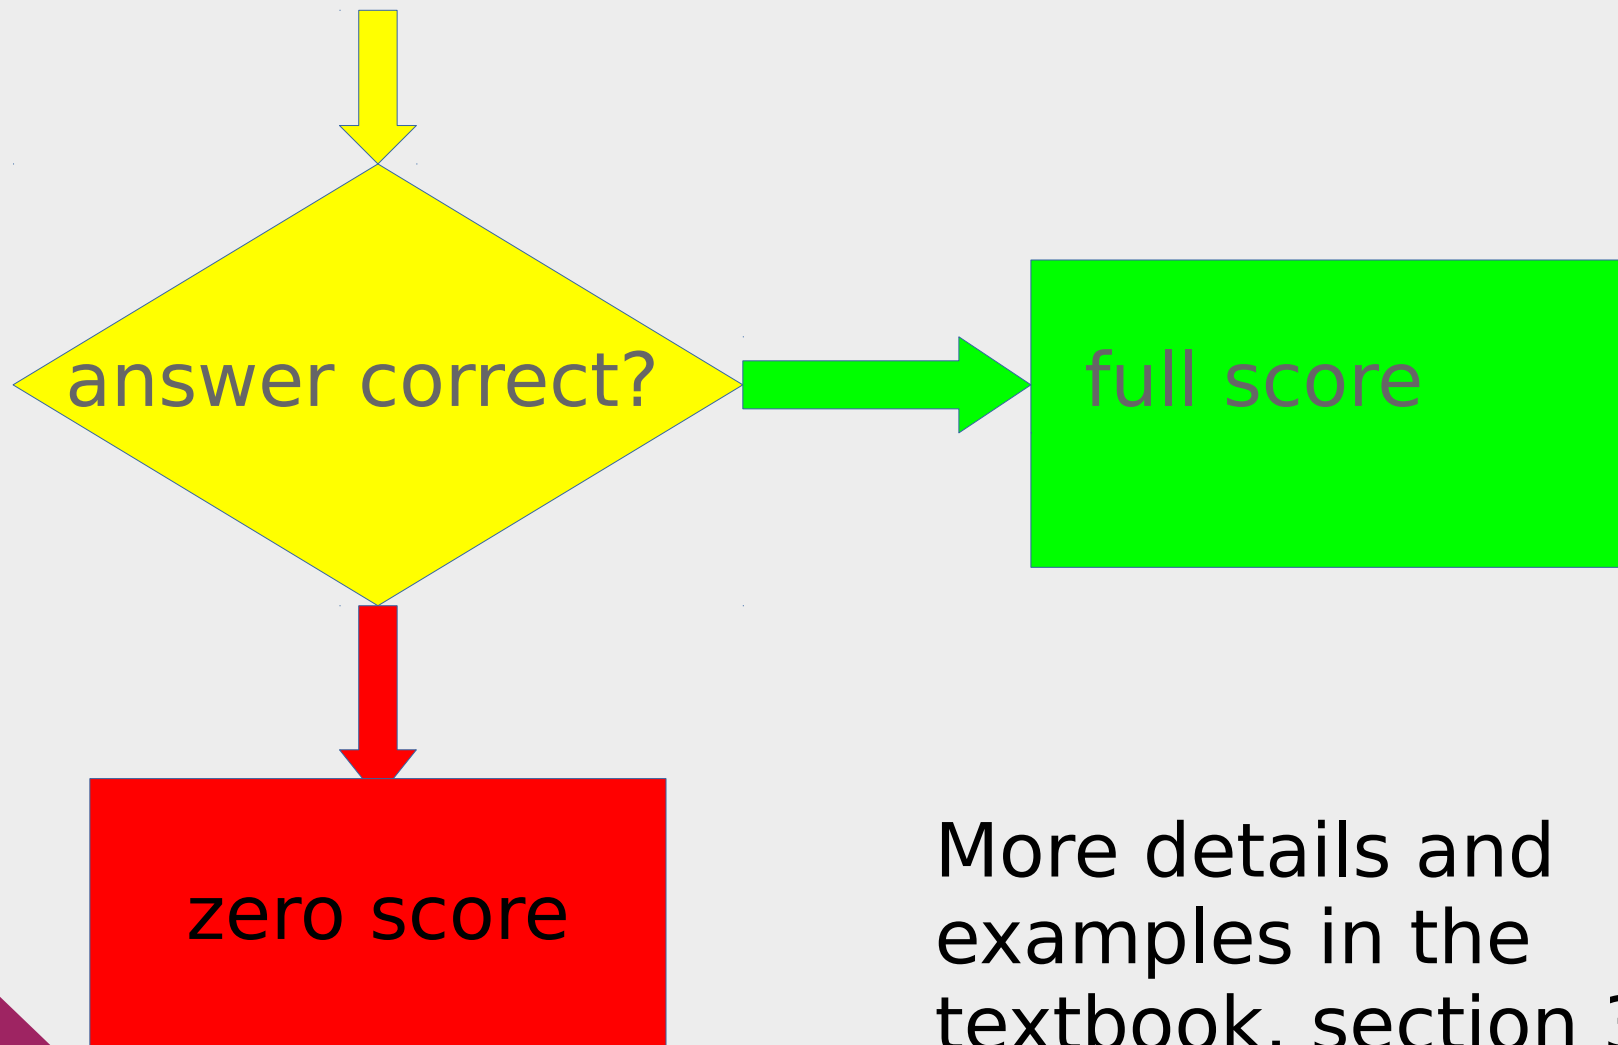 answer correct?
full score
zero score
More details and
examples in the
textbook, section